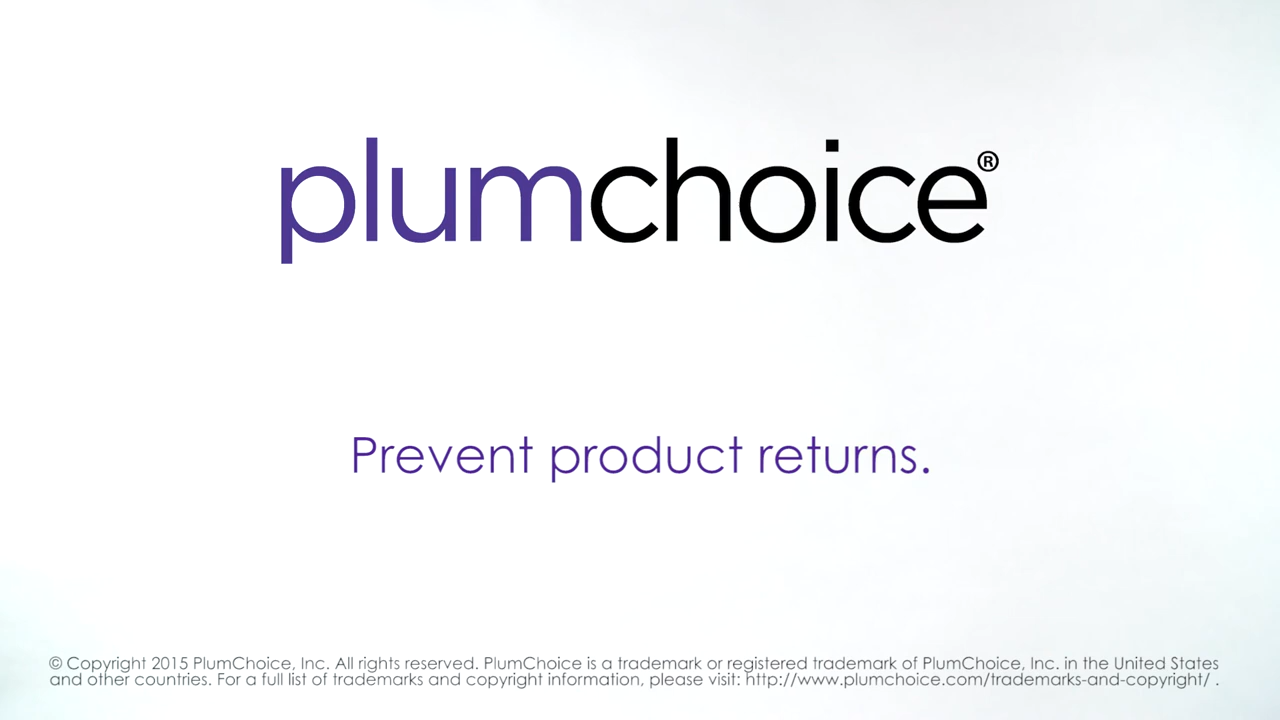 plumchoice®
Prevent product returns.
© Copyright 2015 PlumChoice, Inc. All rights reserved. PlumChoice is a trademark or registered trademark of PlumChoice, Inc. in the United States
and other countries. For a full list of trademarks and copyright information, please visit: http://www.plumchoice.com/trademarks-and-copyright/ .